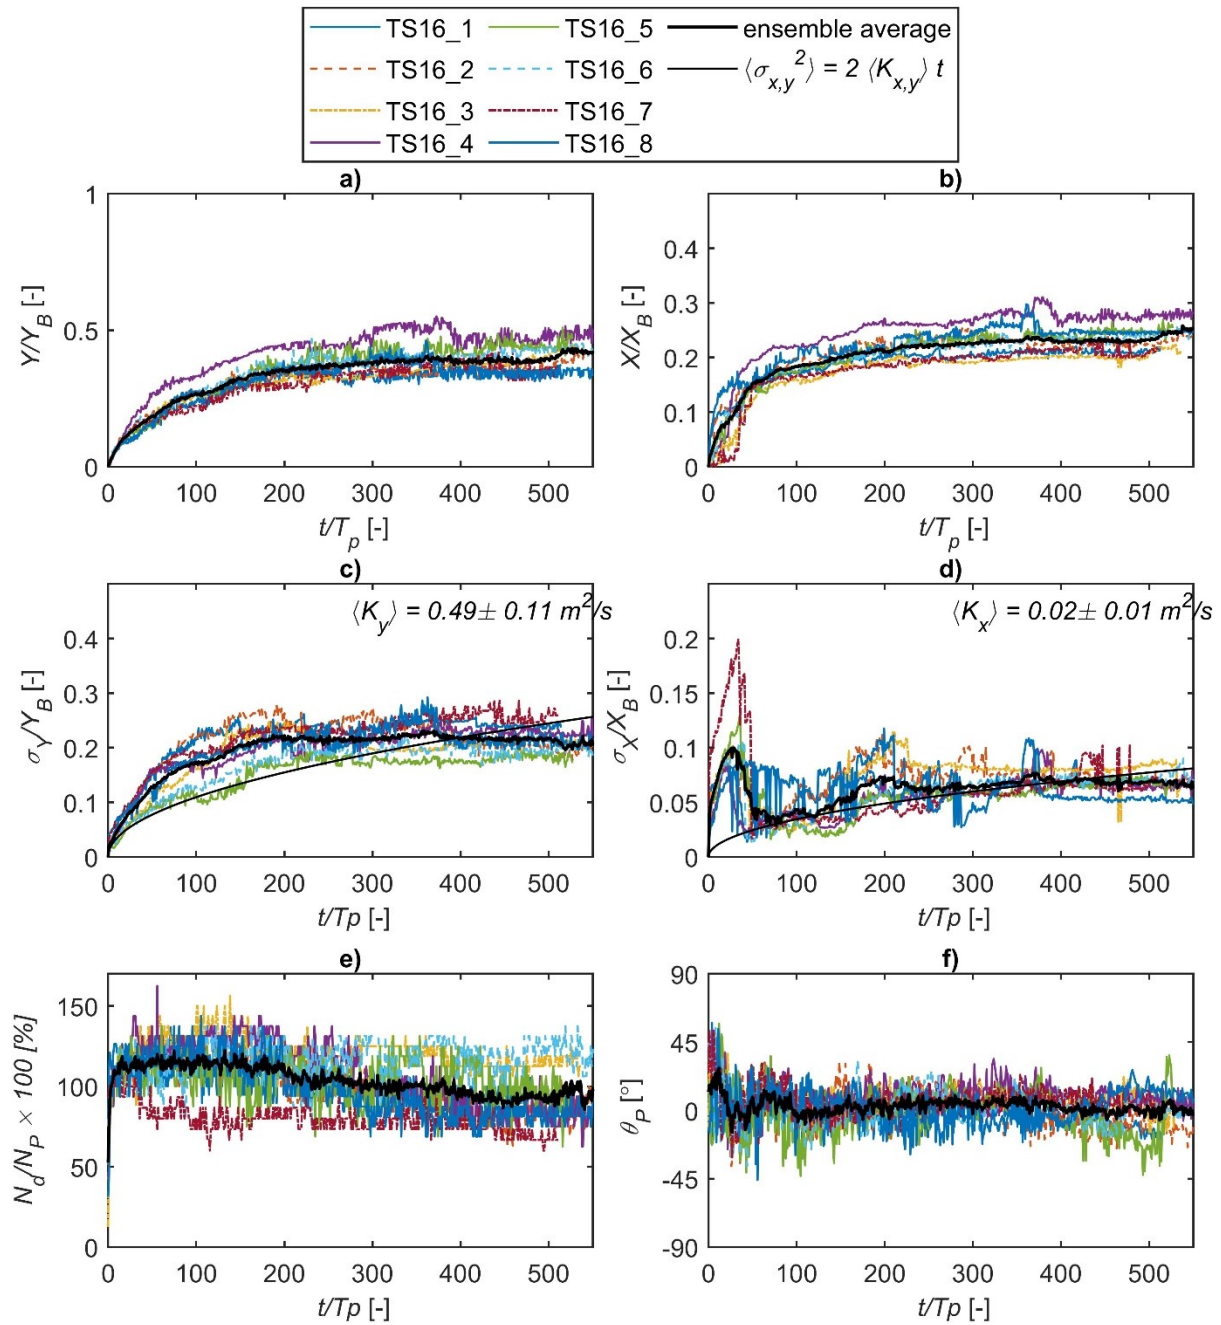 TS16_1 TS16_5 ensemble average
TS16_2 TS16_6 ⟨σx,y²⟩ = 2 ⟨Kx,y⟩ t
TS16_3 TS16_7
TS16_4 TS16_8
a)
1
0.5
0
Y/YB [-]
0 100 200 300 400 500
t/Tp [-]
b)
0.4
0.3
0.2
0.1
0
X/XB [-]
0 100 200 300 400 500
t/Tp [-]
c)
⟨Ky⟩ = 0.49± 0.11 m²/s
0.4
0.3
0.2
0.1
0
σY/YB [-]
0 100 200 300 400 500
t/Tp [-]
d)
⟨Kx⟩ = 0.02± 0.01 m²/s
0.2
0.15
0.1
0.05
0
σX/XB [-]
0 100 200 300 400 500
t/Tp [-]
e)
150
100
50
0
Nd/NP × 100 [%]
0 100 200 300 400 500
t/Tp [-]
f)
90
45
0
-45
-90
θP [°]
0 100 200 300 400 500
t/Tp [-]